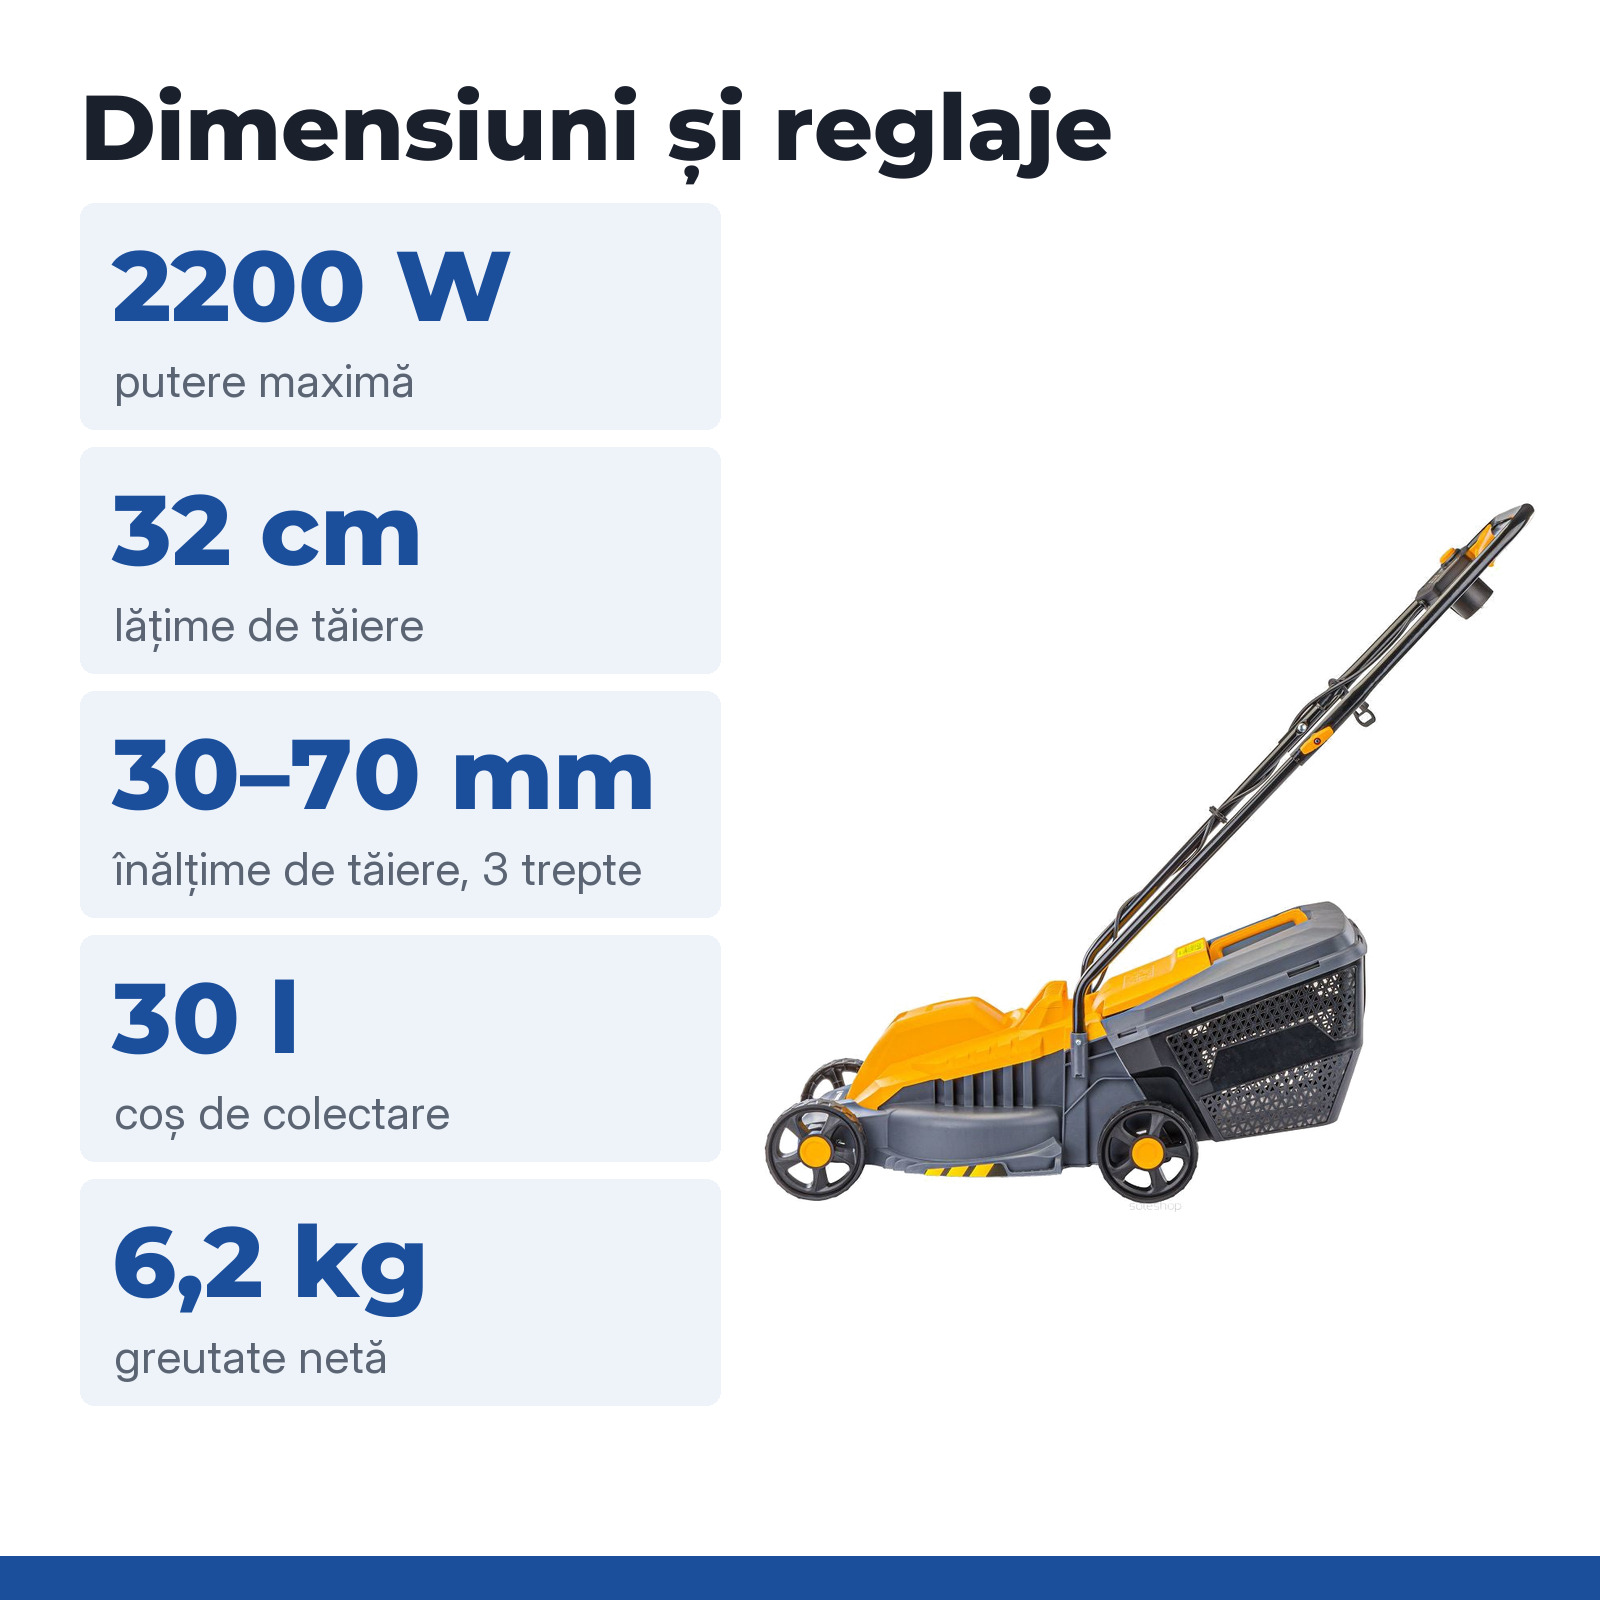 Dimensiuni și reglaje
2200 W
putere maximă
32 cm
lățime de tăiere
30–70 mm
înălțime de tăiere, 3 trepte
30 l
coș de colectare
6,2 kg
greutate netă